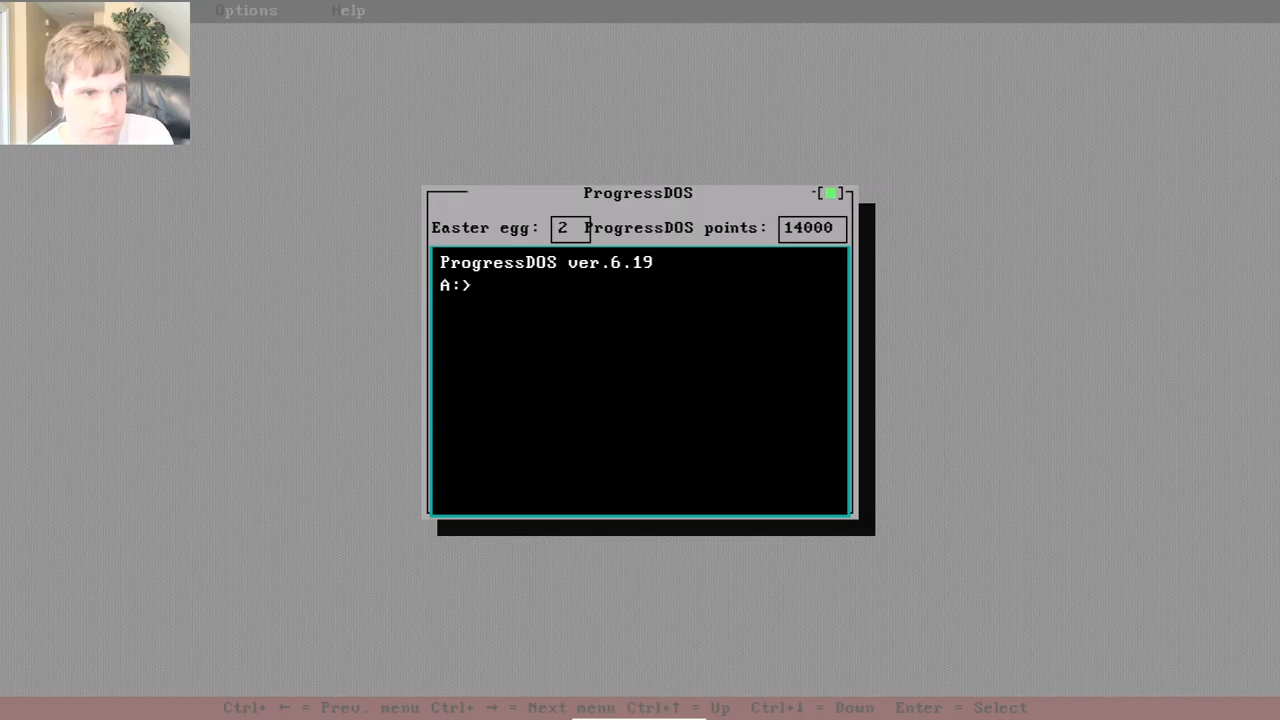 Options Help
ProgressDOS
Easter egg: 2 ProgressDOS points: 14000
ProgressDOS ver.6.19
A:>
Ctrl+ ← = Prev. menu Ctrl+ → = Next menu Ctrl+↑ = Up Ctrl+↓ = Down Enter = Select